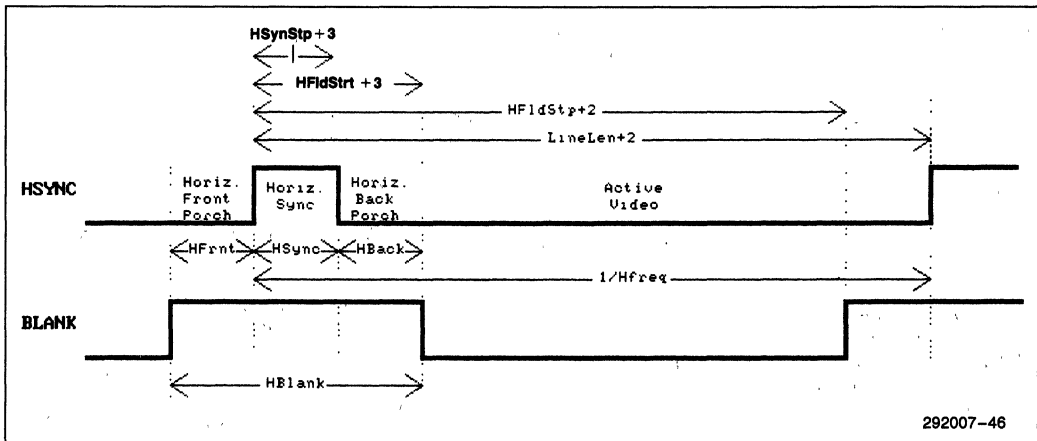 HSynStp+3
HFldStrt +3
HFldStp+2
LineLen+2
HSYNC
Horiz.
Front
Porch
Horiz.
Sync
Horiz.
Back
Porch
Active
Video
HFrnt
HSync
HBack
1/Hfreq
BLANK
HBlank
292007-46